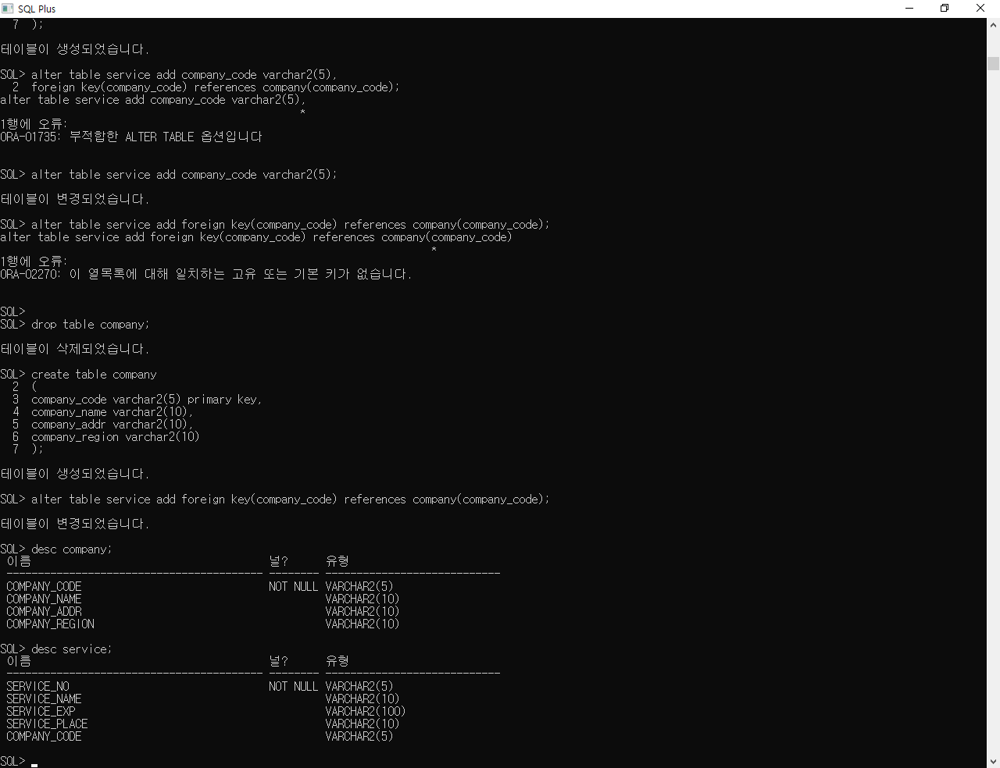 SQL Plus
  7  );
테이블이 생성되었습니다.
SQL> alter table service add company_code varchar2(5),
  2  foreign key(company_code) references company(company_code);
alter table service add company_code varchar2(5),
                                                *
1행에 오류:
ORA-01735: 부적합한 ALTER TABLE 옵션입니다
SQL> alter table service add company_code varchar2(5);
테이블이 변경되었습니다.
SQL> alter table service add foreign key(company_code) references company(company_code);
alter table service add foreign key(company_code) references company(company_code)
                                                                     *
1행에 오류:
ORA-02270: 이 열목록에 대해 일치하는 고유 또는 기본 키가 없습니다.
SQL>
SQL> drop table company;
테이블이 삭제되었습니다.
SQL> create table company
  2  (
  3  company_code varchar2(5) primary key,
  4  company_name varchar2(10),
  5  company_addr varchar2(10),
  6  company_region varchar2(10)
  7  );
테이블이 생성되었습니다.
SQL> alter table service add foreign key(company_code) references company(company_code);
테이블이 변경되었습니다.
SQL> desc company;
 이름                                      널?      유형
 ----------------------------------------- -------- ----------------------------
 COMPANY_CODE                              NOT NULL VARCHAR2(5)
 COMPANY_NAME                                       VARCHAR2(10)
 COMPANY_ADDR                                       VARCHAR2(10)
 COMPANY_REGION                                     VARCHAR2(10)
SQL> desc service;
 이름                                      널?      유형
 ----------------------------------------- -------- ----------------------------
 SERVICE_NO                                NOT NULL VARCHAR2(5)
 SERVICE_NAME                                       VARCHAR2(10)
 SERVICE_EXP                                        VARCHAR2(100)
 SERVICE_PLACE                                      VARCHAR2(10)
 COMPANY_CODE                                       VARCHAR2(5)
SQL>